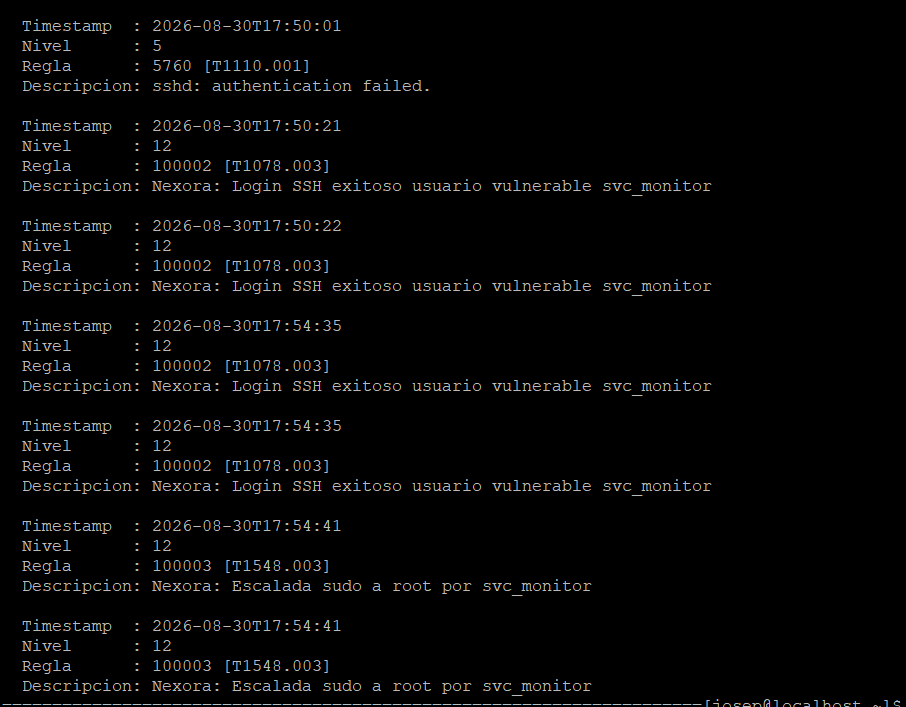 Timestamp  : 2026-08-30T17:50:01
Nivel      : 5
Regla      : 5760 [T1110.001]
Descripcion: sshd: authentication failed.
Timestamp  : 2026-08-30T17:50:21
Nivel      : 12
Regla      : 100002 [T1078.003]
Descripcion: Nexora: Login SSH exitoso usuario vulnerable svc_monitor
Timestamp  : 2026-08-30T17:50:22
Nivel      : 12
Regla      : 100002 [T1078.003]
Descripcion: Nexora: Login SSH exitoso usuario vulnerable svc_monitor
Timestamp  : 2026-08-30T17:54:35
Nivel      : 12
Regla      : 100002 [T1078.003]
Descripcion: Nexora: Login SSH exitoso usuario vulnerable svc_monitor
Timestamp  : 2026-08-30T17:54:35
Nivel      : 12
Regla      : 100002 [T1078.003]
Descripcion: Nexora: Login SSH exitoso usuario vulnerable svc_monitor
Timestamp  : 2026-08-30T17:54:41
Nivel      : 12
Regla      : 100003 [T1548.003]
Descripcion: Nexora: Escalada sudo a root por svc_monitor
Timestamp  : 2026-08-30T17:54:41
Nivel      : 12
Regla      : 100003 [T1548.003]
Descripcion: Nexora: Escalada sudo a root por svc_monitor
======================================================================[josep@localhost ~]$